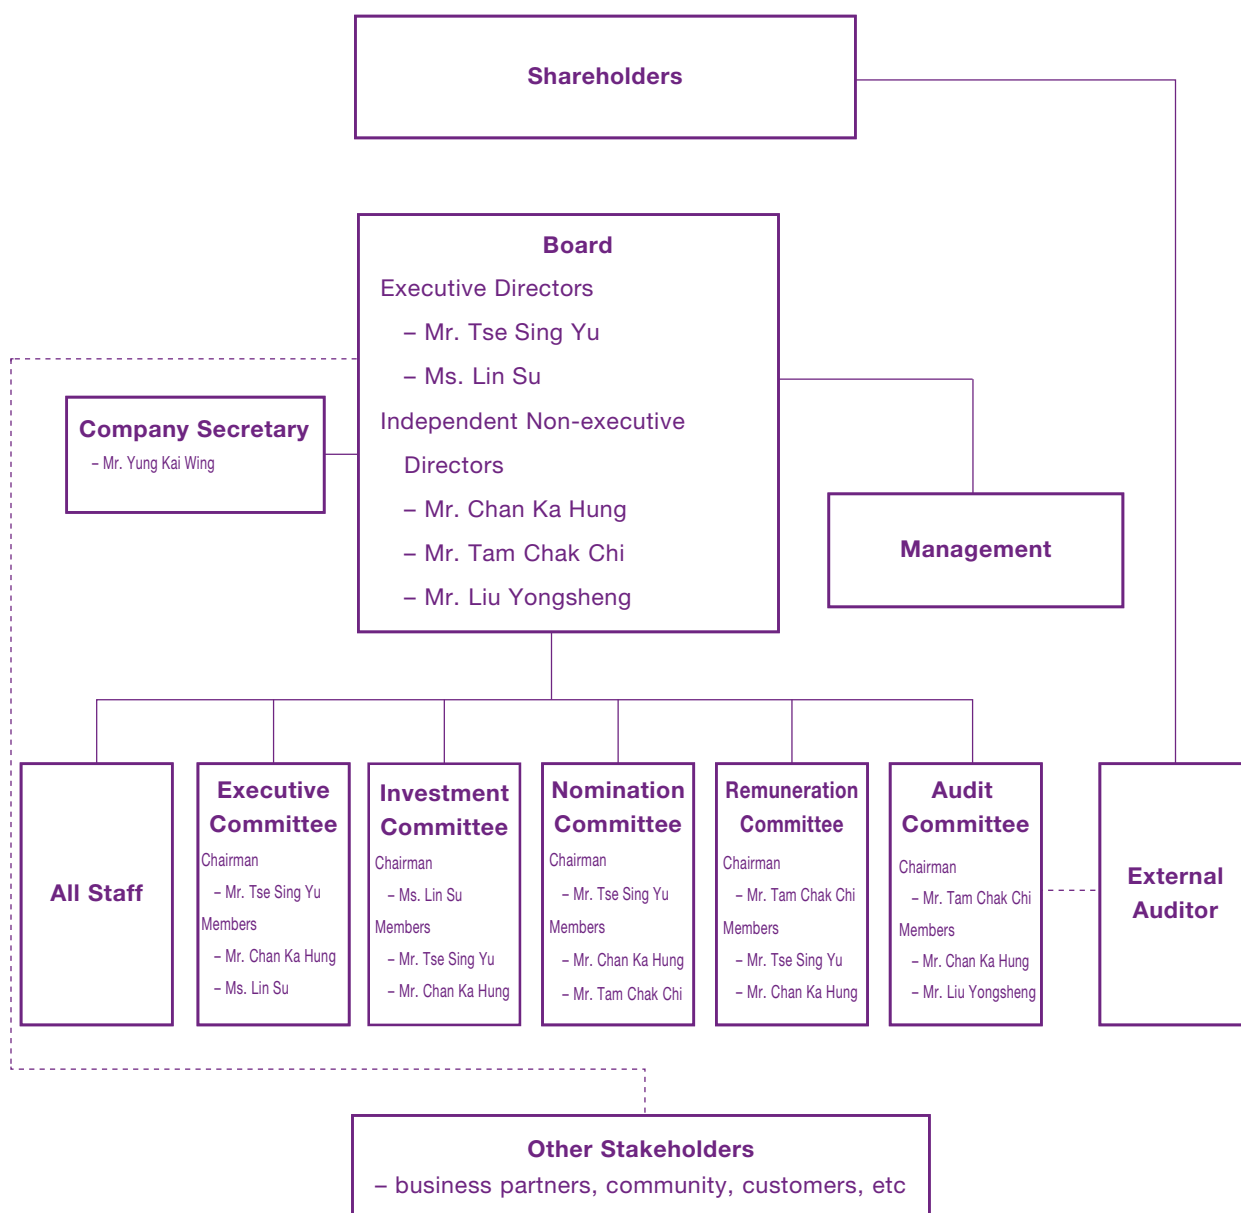 Shareholders
Board
Executive Directors
– Mr. Tse Sing Yu
– Ms. Lin Su
Independent Non-executive
Directors
– Mr. Chan Ka Hung
– Mr. Tam Chak Chi
– Mr. Liu Yongsheng
Company Secretary
– Mr. Yung Kai Wing
Management
All Staff
Executive
Committee
Chairman
– Mr. Tse Sing Yu
Members
– Mr. Chan Ka Hung
– Ms. Lin Su
Investment
Committee
Chairman
– Ms. Lin Su
Members
– Mr. Tse Sing Yu
– Mr. Chan Ka Hung
Nomination
Committee
Chairman
– Mr. Tse Sing Yu
Members
– Mr. Chan Ka Hung
– Mr. Tam Chak Chi
Remuneration
Committee
Chairman
– Mr. Tam Chak Chi
Members
– Mr. Tse Sing Yu
– Mr. Chan Ka Hung
Audit
Committee
Chairman
– Mr. Tam Chak Chi
Members
– Mr. Chan Ka Hung
– Mr. Liu Yongsheng
External
Auditor
Other Stakeholders
– business partners, community, customers, etc